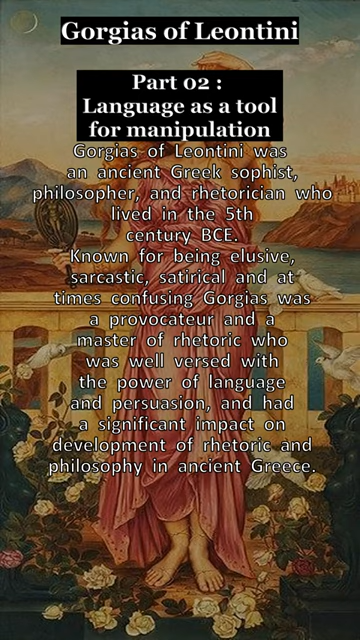 Gorgias of Leontini
Part 02 :
Language as a tool
for manipulation
Gorgias of Leontini was
an ancient Greek sophist,
philosopher, and rhetorician who
lived in the 5th
century BCE.
Known for being elusive,
sarcastic, satirical and at
times confusing Gorgias was
a provocateur and a
master of rhetoric who
was well versed with
the power of language
and persuasion, and had
a significant impact on
development of rhetoric and
philosophy in ancient Greece.